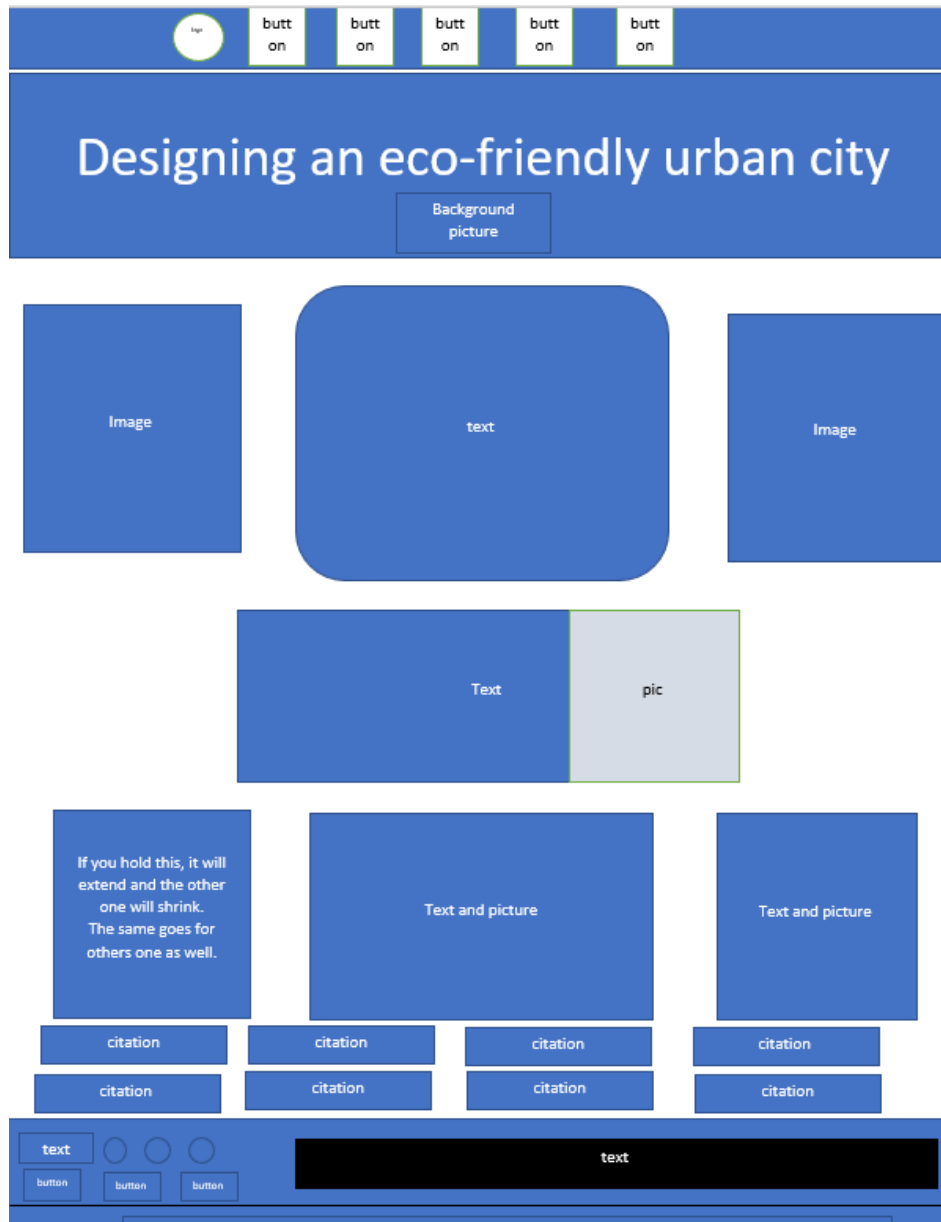 logo
butt
on
butt
on
butt
on
butt
on
butt
on
Designing an eco-friendly urban city
Background
picture
Image
text
Image
Text
pic
If you hold this, it will
extend and the other
one will shrink.
The same goes for
others one as well.
Text and picture
Text and picture
citation
citation
citation
citation
citation
citation
citation
citation
text
text
button
button
button